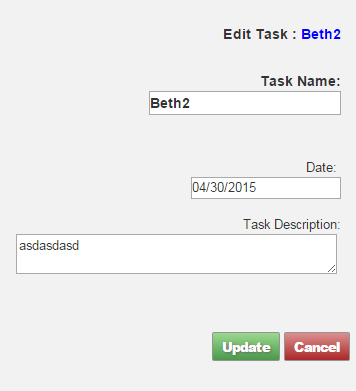 Edit Task : Beth2
Task Name:
Beth2
Date:
04/30/2015
Task Description:
asdasdasd
Update Cancel